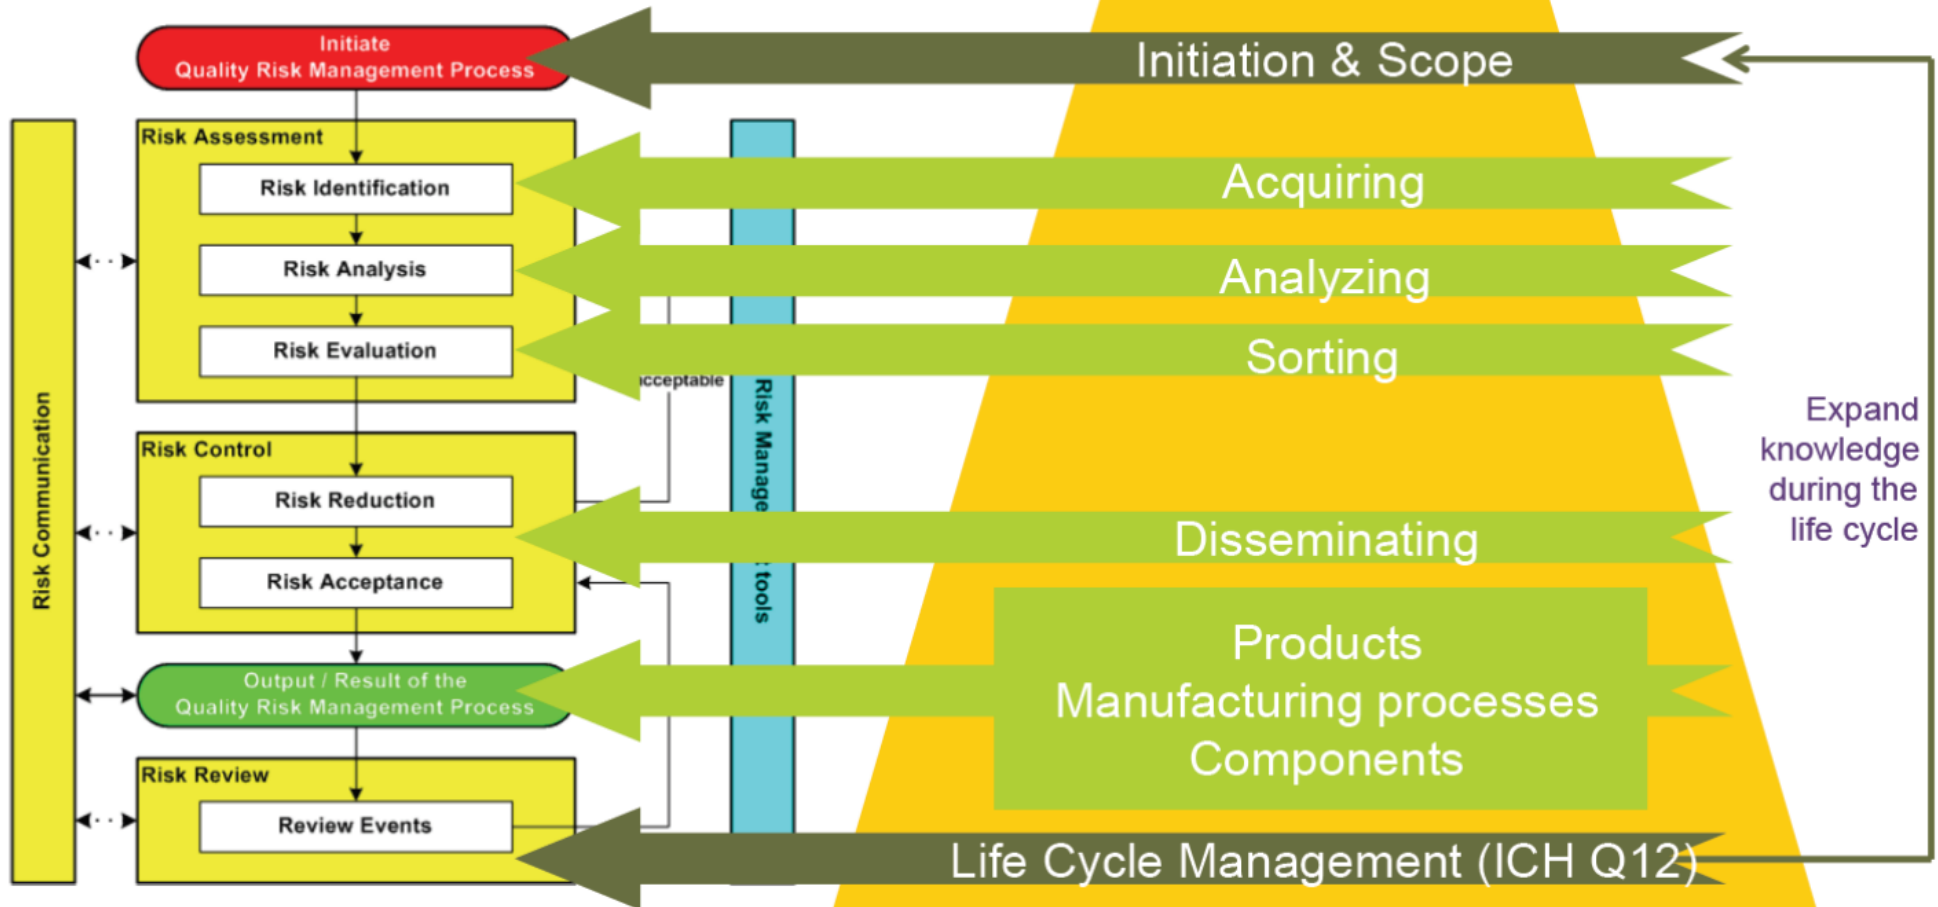 Initiate
Quality Risk Management Process
Initiation & Scope
Risk Assessment
Risk Identification
Acquiring
Risk Analysis
Analyzing
Risk Evaluation
Sorting
Risk Communication
Risk Control
Risk Reduction
Risk Acceptance
Disseminating
Risk tools
Expand
knowledge
during the
life cycle
Output / Result of the
Quality Risk Management Process
Products
Manufacturing processes
Components
Risk Review
Review Events
Life Cycle Management (ICH Q12)